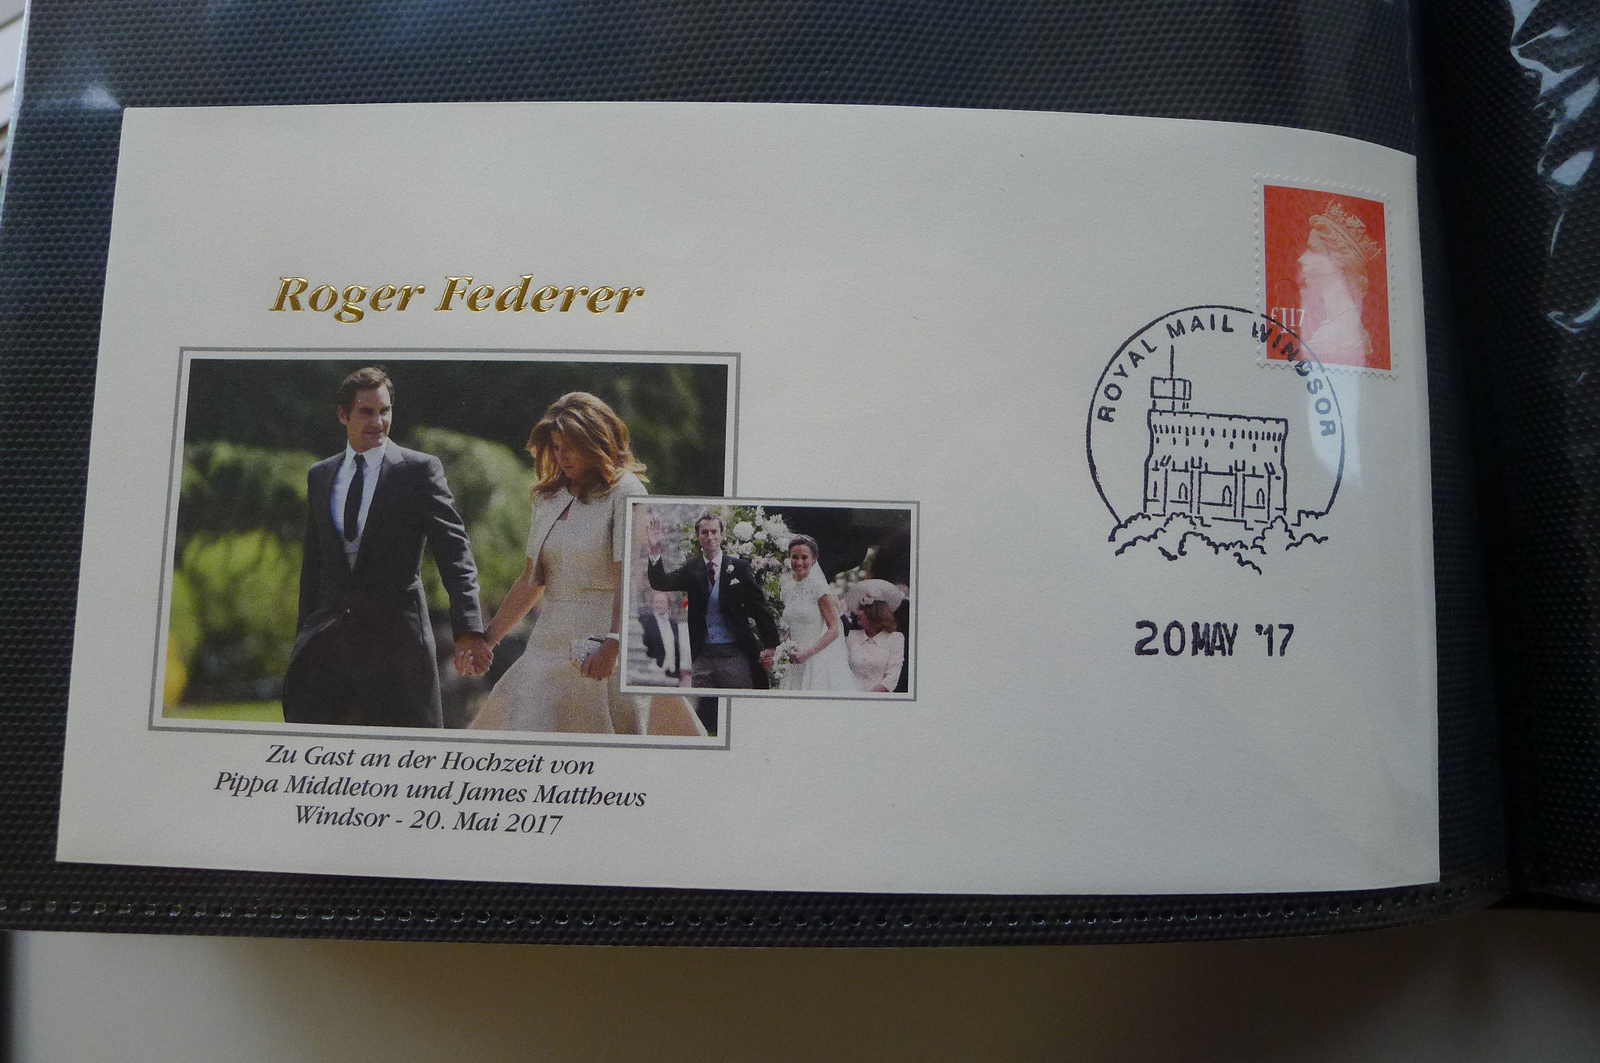 Roger Federer
Zu Gast an der Hochzeit von
Pippa Middleton und James Matthews
Windsor - 20. Mai 2017
£1.17
ROYAL MAIL WINDSOR
20 MAY '17